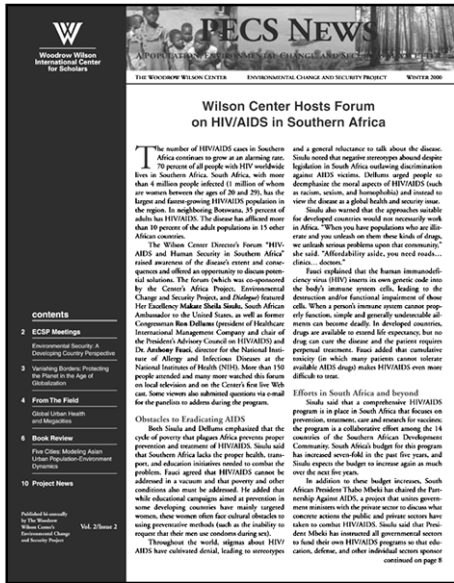 PECS NEWS
A POPULATION, ENVIRONMENTAL CHANGE, AND SECURITY NEWSLETTER
THE WOODROW WILSON CENTER ENVIRONMENTAL CHANGE AND SECURITY PROJECT WINTER 2000
W
Woodrow Wilson
International Center
for Scholars
contents
2 ECSP Meetings
Environmental Security: A
Developing Country Perspective
3 Vanishing Borders: Protecting
the Planet in the Age of
Globalization
4 From The Field
Global Urban Health
and Megacities
6 Book Review
Five Cities: Modeling Asian
Urban Population-Environment
Dynamics
10 Project News
Published bi-annually
by The Woodrow
Wilson Center's
Environmental Change
and Security Project
Vol. 2/Issue 2
Wilson Center Hosts Forum
on HIV/AIDS in Southern Africa
The number of HIV/AIDS cases in Southern
Africa continues to grow at an alarming rate.
70 percent of all people with HIV worldwide
lives in Southern Africa. South Africa, with more
than 4 million people infected (1 million of whom
are women between the ages of 20 and 29), has the
largest and fastest-growing HIV/AIDS population in
the region. In neighboring Botswana, 35 percent of
adults has HIV/AIDS. The disease has afflicted more
than 10 percent of the adult populations in 15 other
African countries.
The Wilson Center Director's Forum "HIV-
AIDS and Human Security in Southern Africa"
raised awareness of the disease's extent and conse-
quences and offered an opportunity to discuss poten-
tial solutions. The forum (which was co-sponsored
by the Center's Africa Project, Environmental
Change and Security Project, and Dialogue) featured
Her Excellency Makate Sheila Sisulu, South African
Ambassador to the United States, as well as former
Congressman Ron Dellums (president of Healthcare
International Management Company and chair of
the President's Advisory Council on HIV/AIDS) and
Dr. Anthony Fauci, director for the National Insti-
tute of Allergy and Infectious Diseases at the
National Institutes of Health (NIH). More than 150
people attended and many more watched this forum
on local television and on the Center's first live Web
cast. Some viewers also submitted questions via e-mail
for the panelists to address during the program.
Obstacles to Eradicating AIDS
Both Sisulu and Dellums emphasized that the
cycle of poverty that plagues Africa prevents proper
prevention and treatment of HIV/AIDS. Sisulu said
that Southern Africa lacks the proper health, trans-
port, and education initiatives needed to combat the
problem. Fauci agreed that HIV/AIDS cannot be
addressed in a vacuum and that poverty and other
conditions also must be addressed. He added that
while educational campaigns aimed at prevention in
some developing countries have mainly targeted
women, these women often face cultural obstacles to
using preventative methods (such as the inability to
request that their men use condoms during sex).
Throughout the world, stigmas about HIV/
AIDS have cultivated denial, leading to stereotypes
and a general reluctance to talk about the disease.
Sisulu noted that negative stereotypes abound despite
legislation in South Africa outlawing discrimination
against AIDS victims. Dellums urged people to
deemphasize the moral aspects of HIV/AIDS (such
as racism, sexism, and homophobia) and instead to
view the disease as a global health and security issue.
Sisulu also warned that the approaches suitable
for developed countries would not necessarily work
in Africa. "When you have populations who are illit-
erate and you unleash on them these kinds of drugs,
we unleash serious problems upon that community,"
she said. "Affordability aside, you need roads...
clinics... doctors."
Fauci explained that the human immunodefi-
ciency virus (HIV) inserts its own genetic code into
the body's immune system cells, leading to the
destruction and/or functional impairment of those
cells. When a person's immune system cannot prop-
erly function, simple and generally undetectable ail-
ments can become deadly. In developed countries,
drugs are available to extend life expectancy, but no
drug can cure the disease and the patient requires
perpetual treatment. Fauci added that cumulative
toxicity (in which many patients cannot tolerate
available AIDS drugs) makes HIV/AIDS even more
difficult to treat.
Efforts in South Africa and beyond
Sisulu said that a comprehensive HIV/AIDS
program is in place in South Africa that focuses on
prevention, treatment, care and research for vaccines;
the program is a collaborative effort among the 14
countries of the Southern African Development
Community. South Africa's budget for this program
has increased seven-fold in the past five years, and
Sisulu expects the budget to increase again as much
over the next five years.
In addition to these budget increases, South
African President Thabo Mbeki has chaired the Part-
nership Against AIDS, a project that unites govern-
ment ministers with the private sector to discuss what
concrete actions the public and private sectors have
taken to combat HIV/AIDS. Sisulu said that Presi-
dent Mbeki has instructed all governmental sectors
to fund their own HIV/AIDS programs so that edu-
cation, defense, and other individual sectors sponsor
continued on page 8